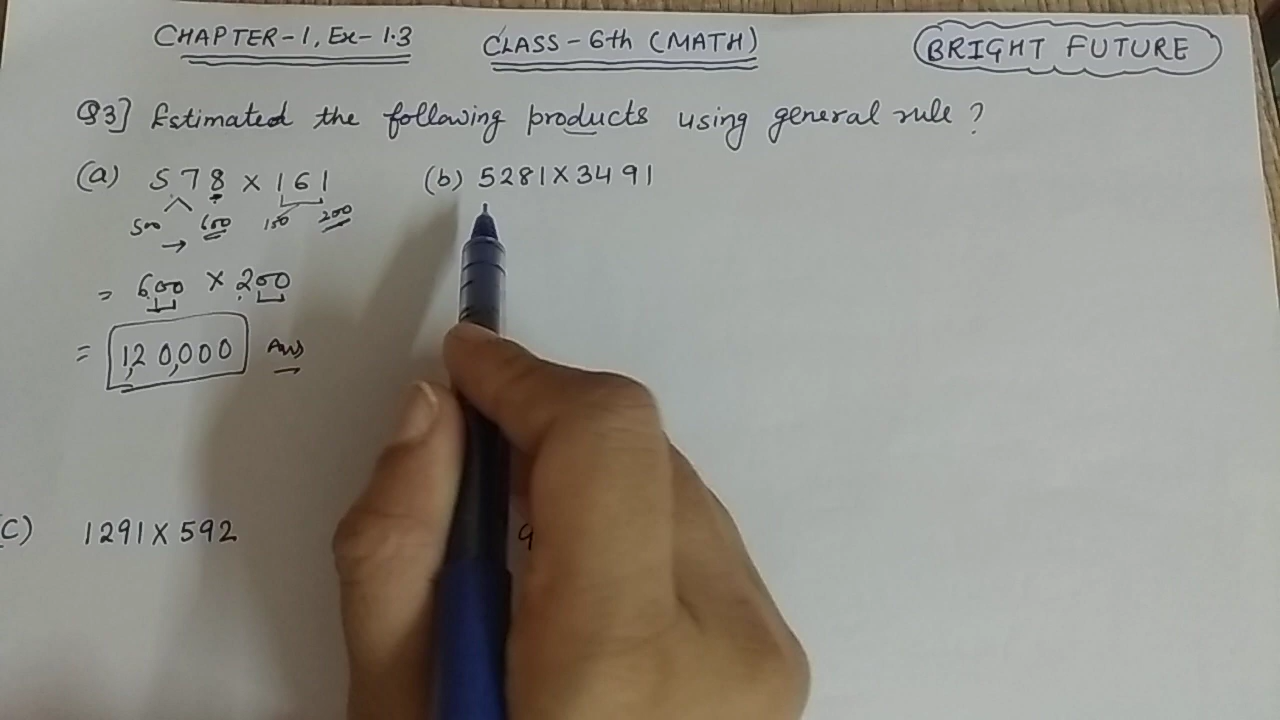 CHAPTER-1, Ex-1.3 CLASS-6th (MATH) BRIGHT FUTURE
Q3] Estimated the following products using general rule ?
(a) 578 × 161 (b) 5281×3491
500 600 100 200
→
= 600 × 200
= 1,20,000 Ans
(C) 1291×592 9